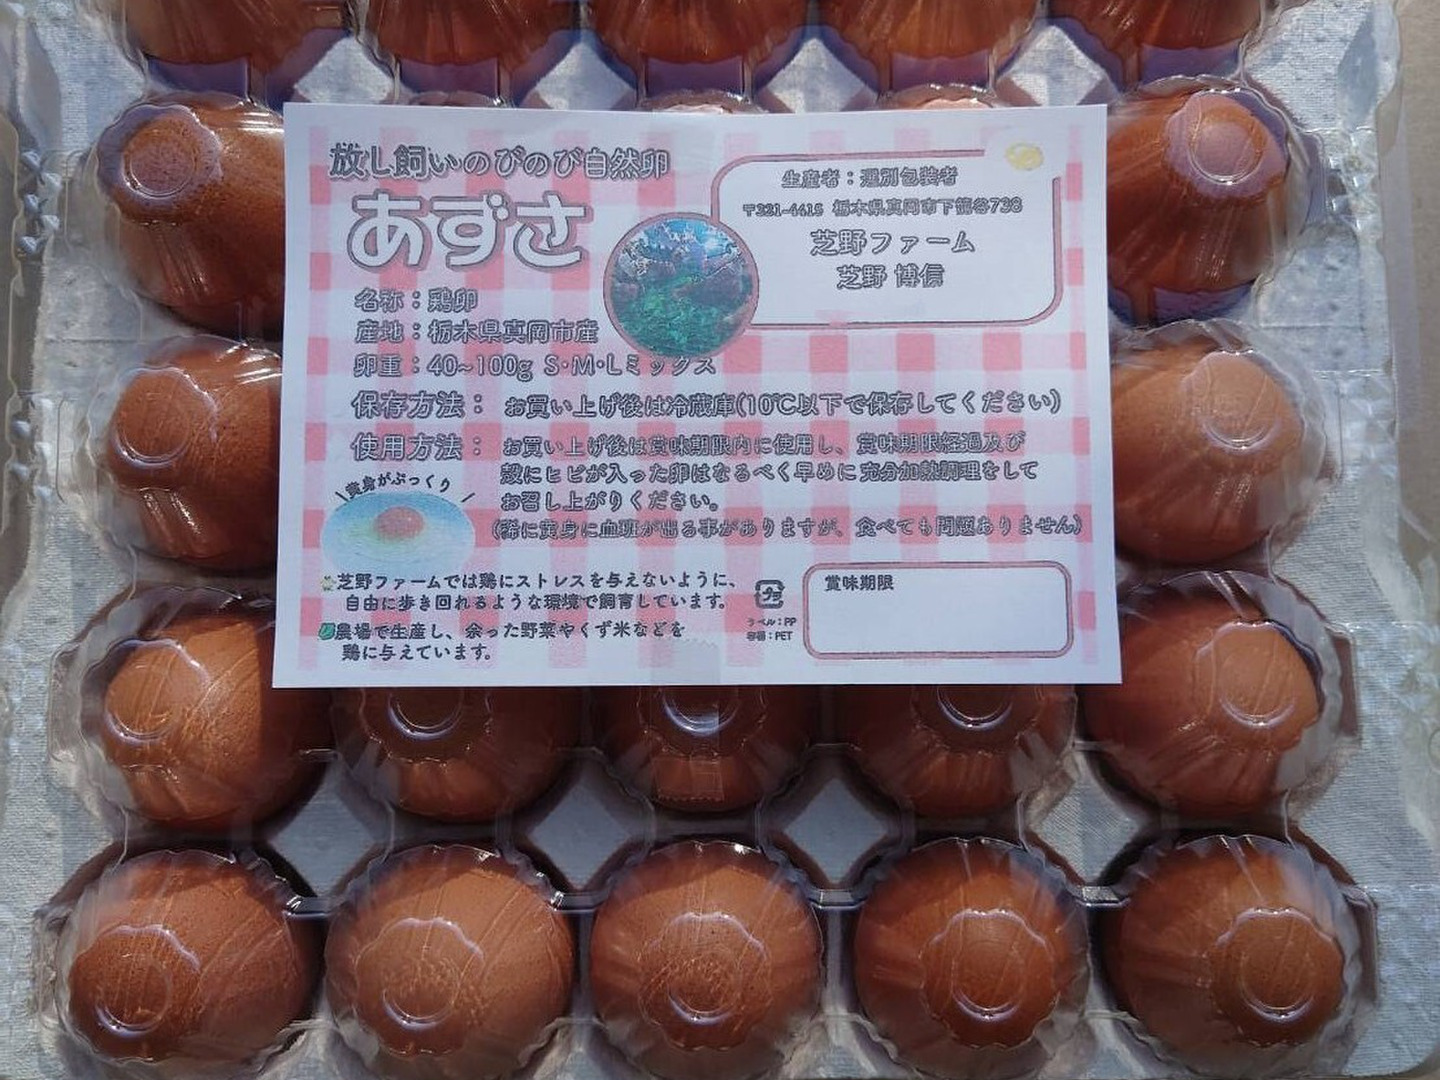 放し飼いのびのび自然卵
あずさ
名称：鶏卵
産地：栃木県真岡市産
卵重：40~100g S・M・Lミックス
生産者：選別包装者
〒321-4415 栃木県真岡市下籠谷738
芝野ファーム
芝野 博信
保存方法： お買い上げ後は冷蔵庫(10℃以下で保存してください)
使用方法： お買い上げ後は賞味期限内に使用し、賞味期限経過及び
殻にヒビが入った卵はなるべく早めに充分加熱調理をして
お召し上がりください。
(稀に黄身に血班が出る事がありますが、食べても問題ありません)
\黄身がぷっくり/
芝野ファームでは鶏にストレスを与えないように、
自由に歩き回れるような環境で飼育しています。
農場で生産し、余った野菜やくず米などを
鶏に与えています。
プラ
ラベル：PP
容器：PET
賞味期限